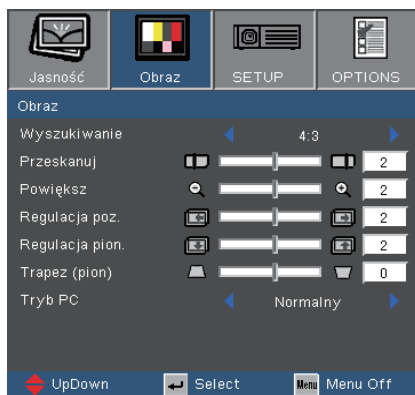 Jasność Obraz SETUP OPTIONS
Obraz
Wyszukiwanie 4:3
Przeskanuj 2
Powiększ 2
Regulacja poz. 2
Regulacja pion. 2
Trapez (pion) 0
Tryb PC Normalny
UpDown Select Menu Menu Off